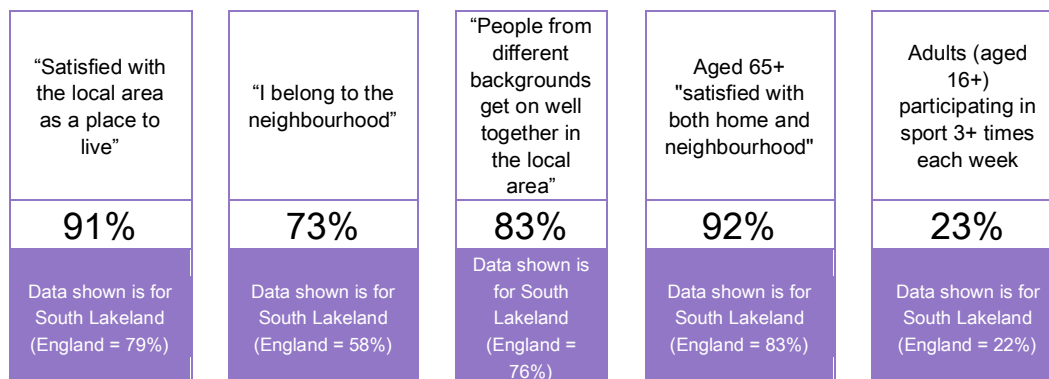 “Satisfied with
the local area
as a place to
live”
91%
Data shown is for
South Lakeland
(England = 79%)
“I belong to the
neighbourhood”
73%
Data shown is for
South Lakeland
(England = 58%)
“People from
different
backgrounds
get on well
together in
the local
area”
83%
Data shown is
for South
Lakeland
(England =
76%)
Aged 65+
"satisfied with
both home and
neighbourhood"
92%
Data shown is for
South Lakeland
(England = 83%)
Adults (aged
16+)
participating in
sport 3+ times
each week
23%
Data shown is for
South Lakeland
(England = 22%)